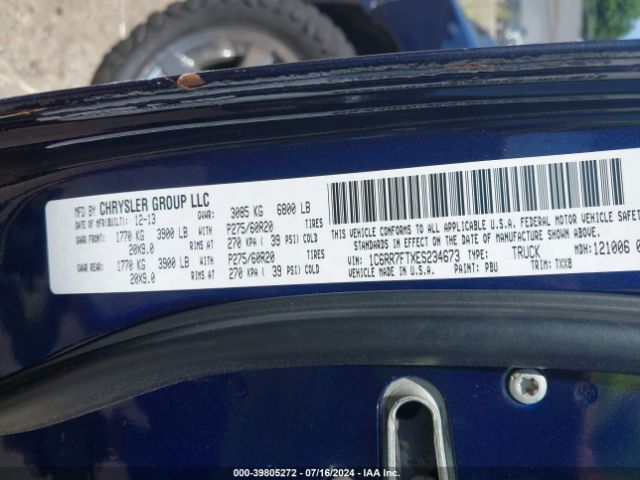 MFD BY CHRYSLER GROUP LLC
DATE OF MFR(BUILT): 12-13 GVWR: 3085 KG 6800 LB
GAWR FRONT: 1770 KG 3900 LB WITH P275/60R20 TIRES
20X9.0 RIMS AT 270 KPA ( 39 PSI) COLD
GAWR REAR: 1770 KG 3900 LB WITH P275/60R20 TIRES
20X9.0 RIMS AT 270 KPA ( 39 PSI) COLD
THIS VEHICLE CONFORMS TO ALL APPLICABLE U.S.A. FEDERAL MOTOR VEHICLE SAFETY
STANDARDS IN EFFECT ON THE DATE OF MANUFACTURE SHOWN ABOVE.
VIN: 1C6RR7FTXES234673 TYPE: TRUCK MDH: 121006
VEHICLE MADE IN U.S.A. PAINT: PBU TRIM: TXX8
000-39805272 - 07/16/2024 - IAA Inc.